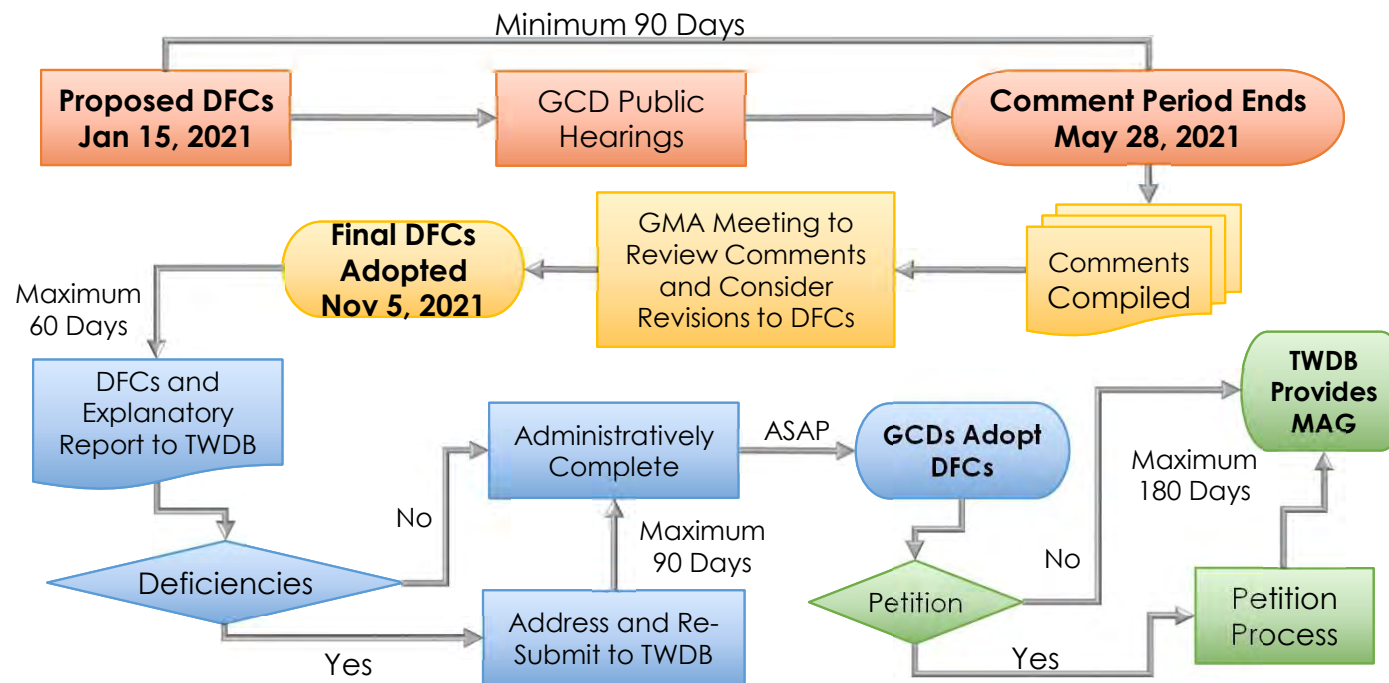 Minimum 90 Days
Proposed DFCs
Jan 15, 2021
GCD Public
Hearings
Comment Period Ends
May 28, 2021
Comments
Compiled
GMA Meeting to
Review Comments
and Consider
Revisions to DFCs
Final DFCs
Adopted
Nov 5, 2021
Maximum
60 Days
DFCs and
Explanatory
Report to TWDB
Deficiencies
No
Yes
Address and Re-
Submit to TWDB
Maximum
90 Days
Administratively
Complete
ASAP
GCDs Adopt
DFCs
Petition
No
Yes
Petition
Process
Maximum
180 Days
TWDB
Provides
MAG